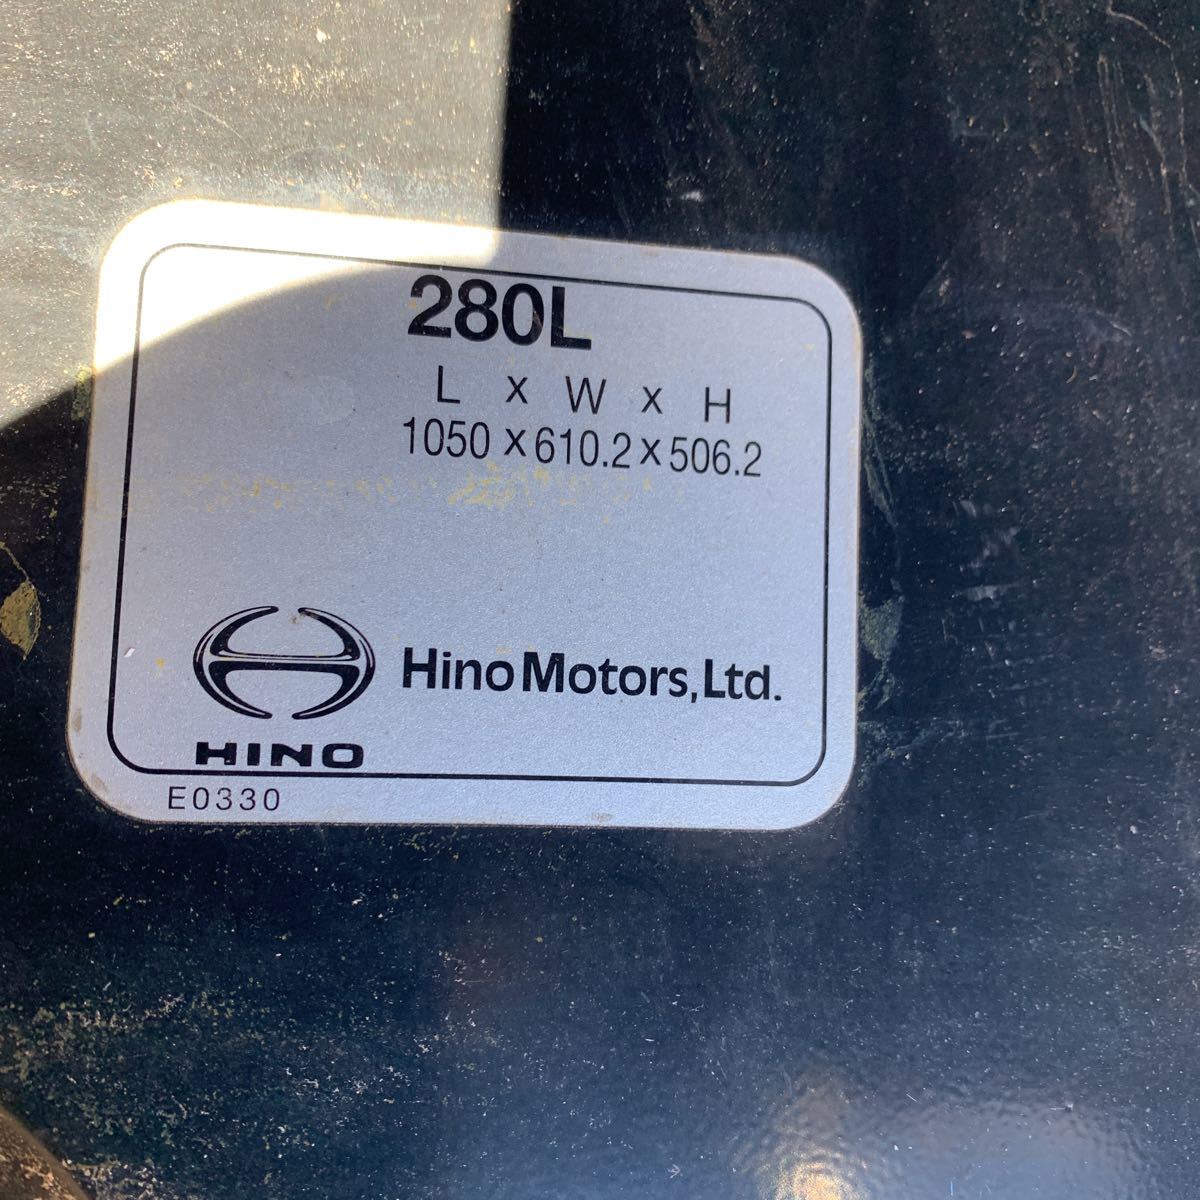 280L
L x W x H
1050 x 610.2 x 506.2
Hino Motors, Ltd.
HINO
E0330